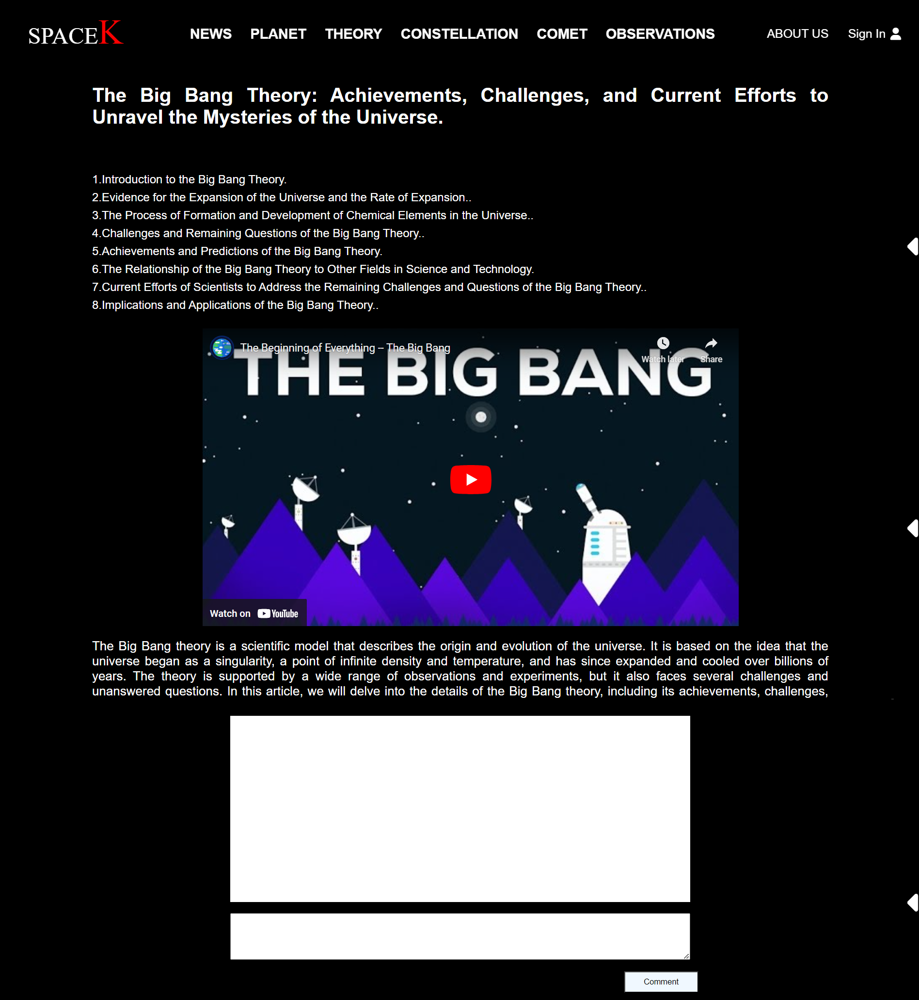 SPACEK
NEWS PLANET THEORY CONSTELLATION COMET OBSERVATIONS
ABOUT US Sign In
The Big Bang Theory: Achievements, Challenges, and Current Efforts to
Unravel the Mysteries of the Universe.
1.Introduction to the Big Bang Theory.
2.Evidence for the Expansion of the Universe and the Rate of Expansion..
3.The Process of Formation and Development of Chemical Elements in the Universe..
4.Challenges and Remaining Questions of the Big Bang Theory..
5.Achievements and Predictions of the Big Bang Theory.
6.The Relationship of the Big Bang Theory to Other Fields in Science and Technology.
7.Current Efforts of Scientists to Address the Remaining Challenges and Questions of the Big Bang Theory..
8.Implications and Applications of the Big Bang Theory..
The Beginning of Everything -- The Big Bang
Watch later Share
THE BIG BANG
Watch on YouTube
The Big Bang theory is a scientific model that describes the origin and evolution of the universe. It is based on the idea that the
universe began as a singularity, a point of infinite density and temperature, and has since expanded and cooled over billions of
years. The theory is supported by a wide range of observations and experiments, but it also faces several challenges and
unanswered questions. In this article, we will delve into the details of the Big Bang theory, including its achievements, challenges,
Comment